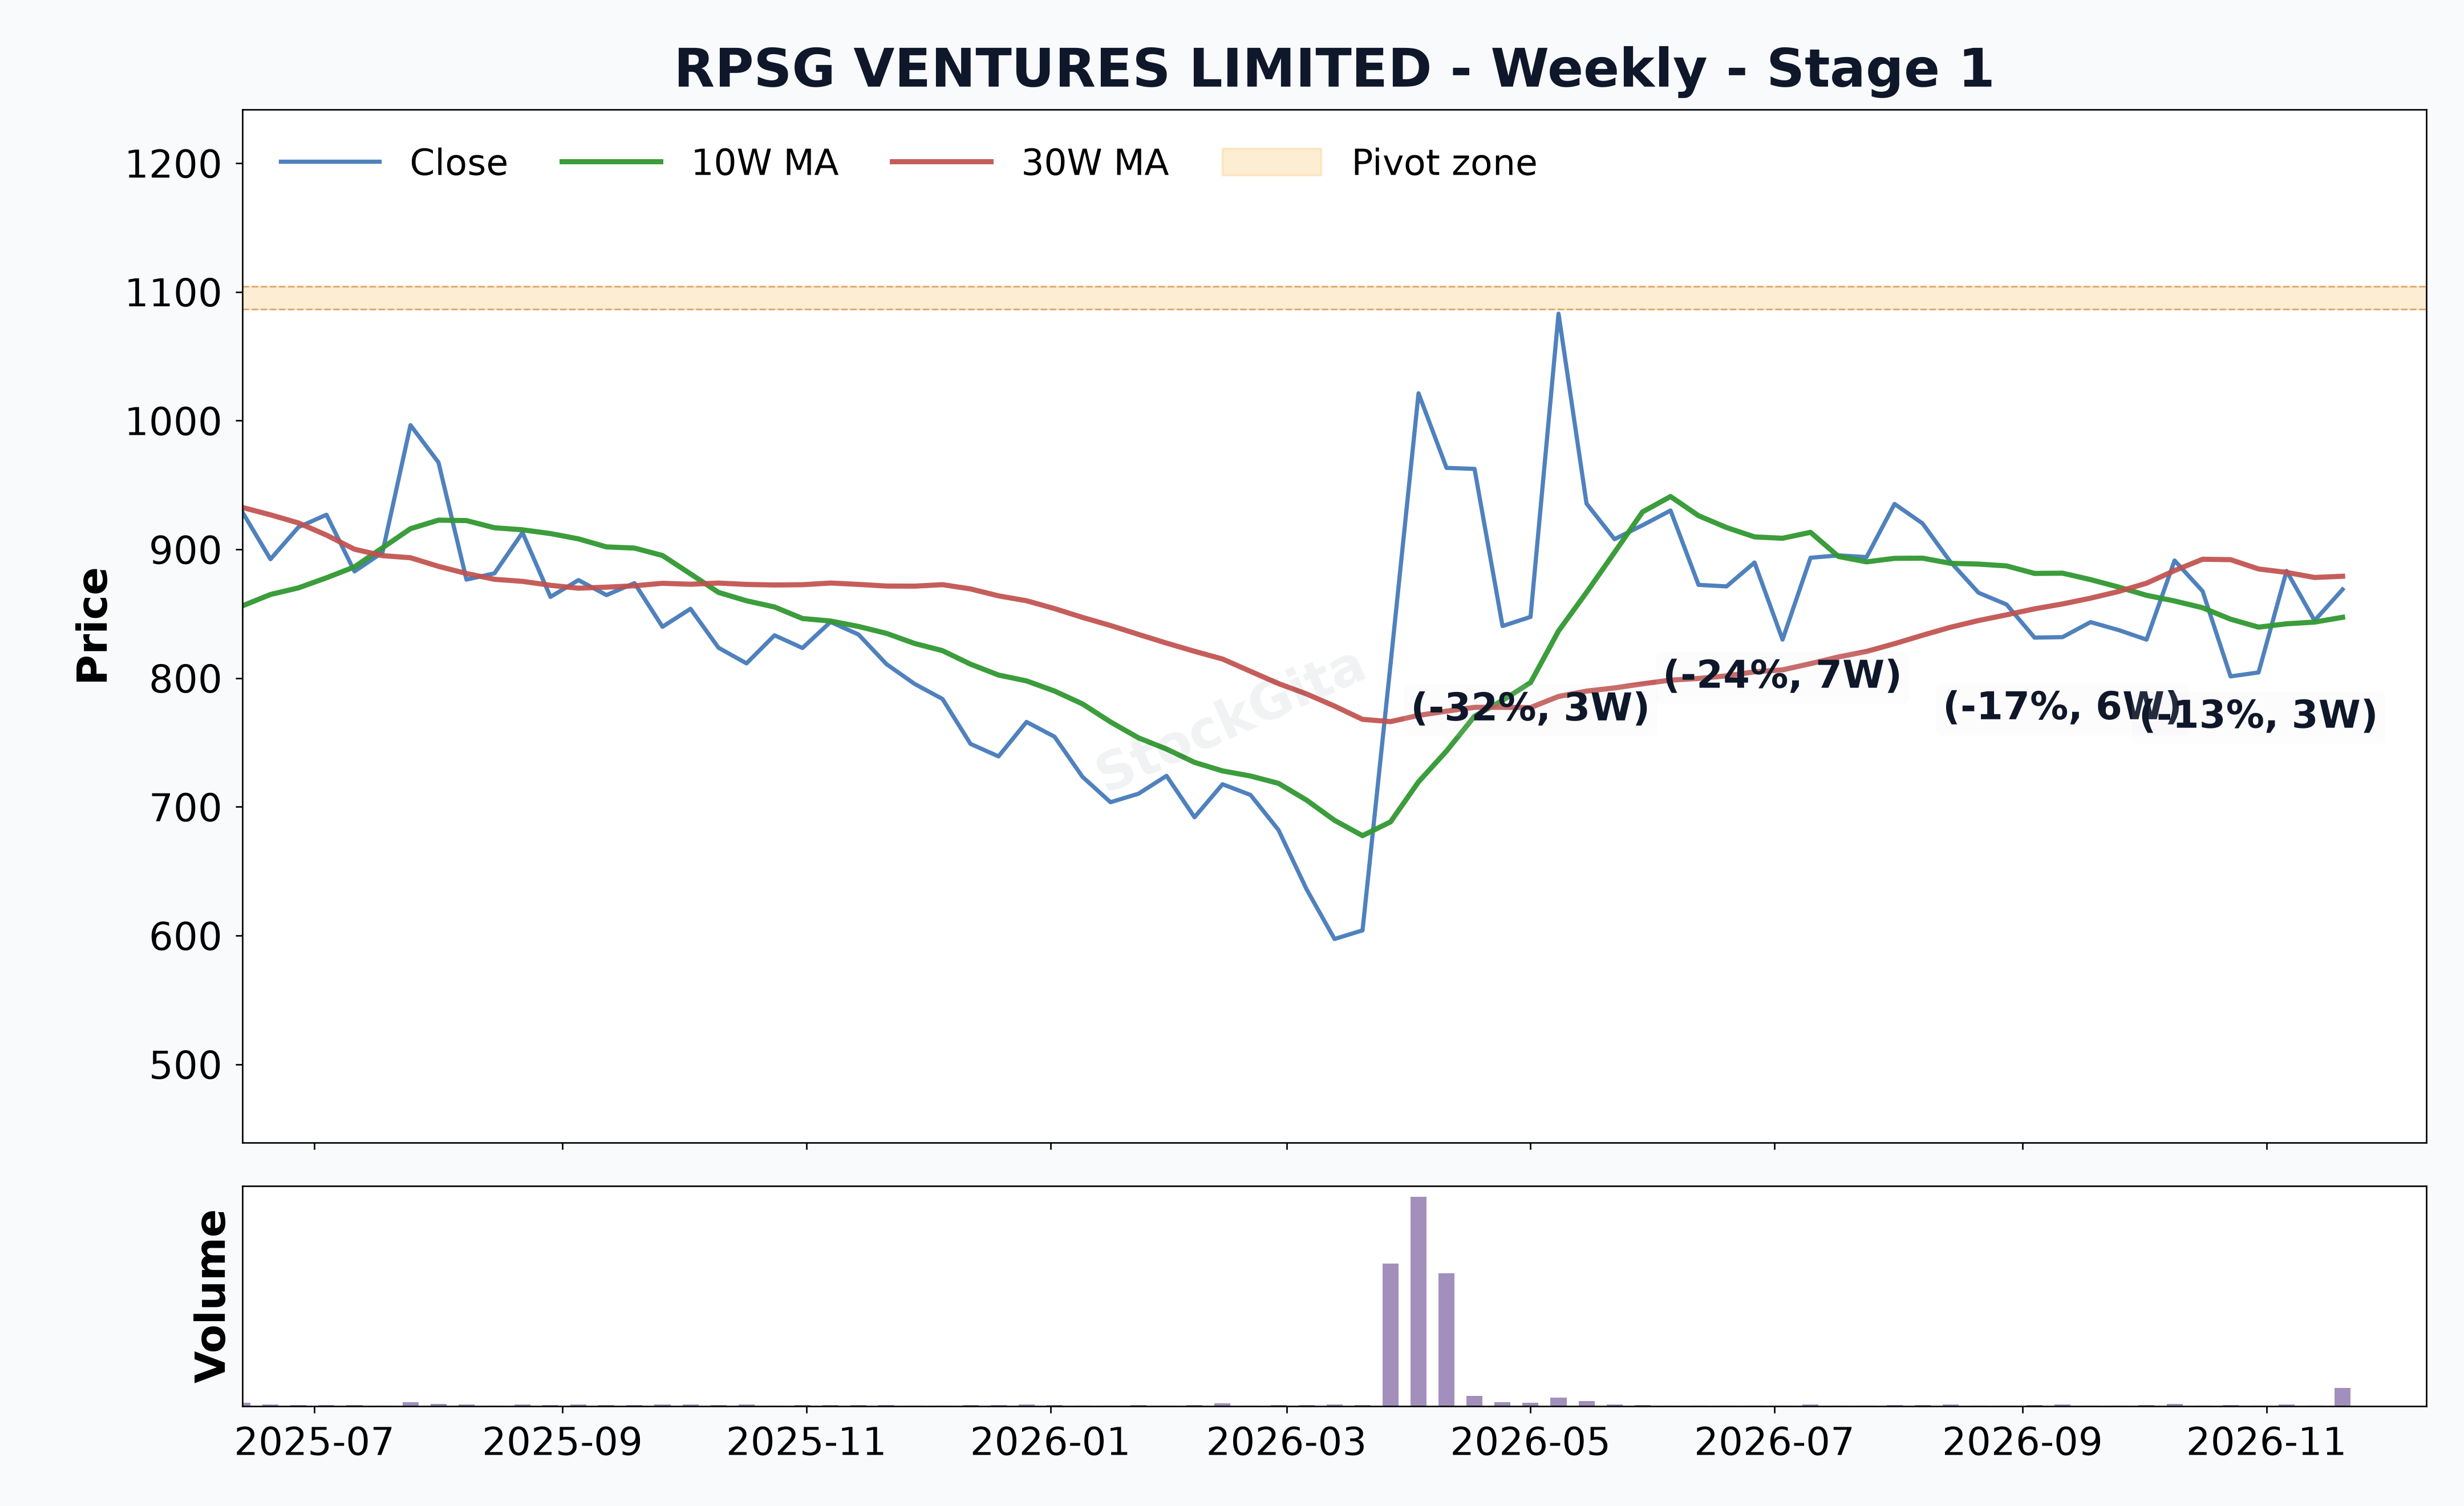 RPSG VENTURES LIMITED - Weekly - Stage 1
Close 10W MA 30W MA Pivot zone
Price
1200
1100
1000
900
800
700
600
500
StockGita
(-32%, 3W)
(-24%, 7W)
(-17%, 6W)
(-13%, 3W)
Volume
2025-07 2025-09 2025-11 2026-01 2026-03 2026-05 2026-07 2026-09 2026-11